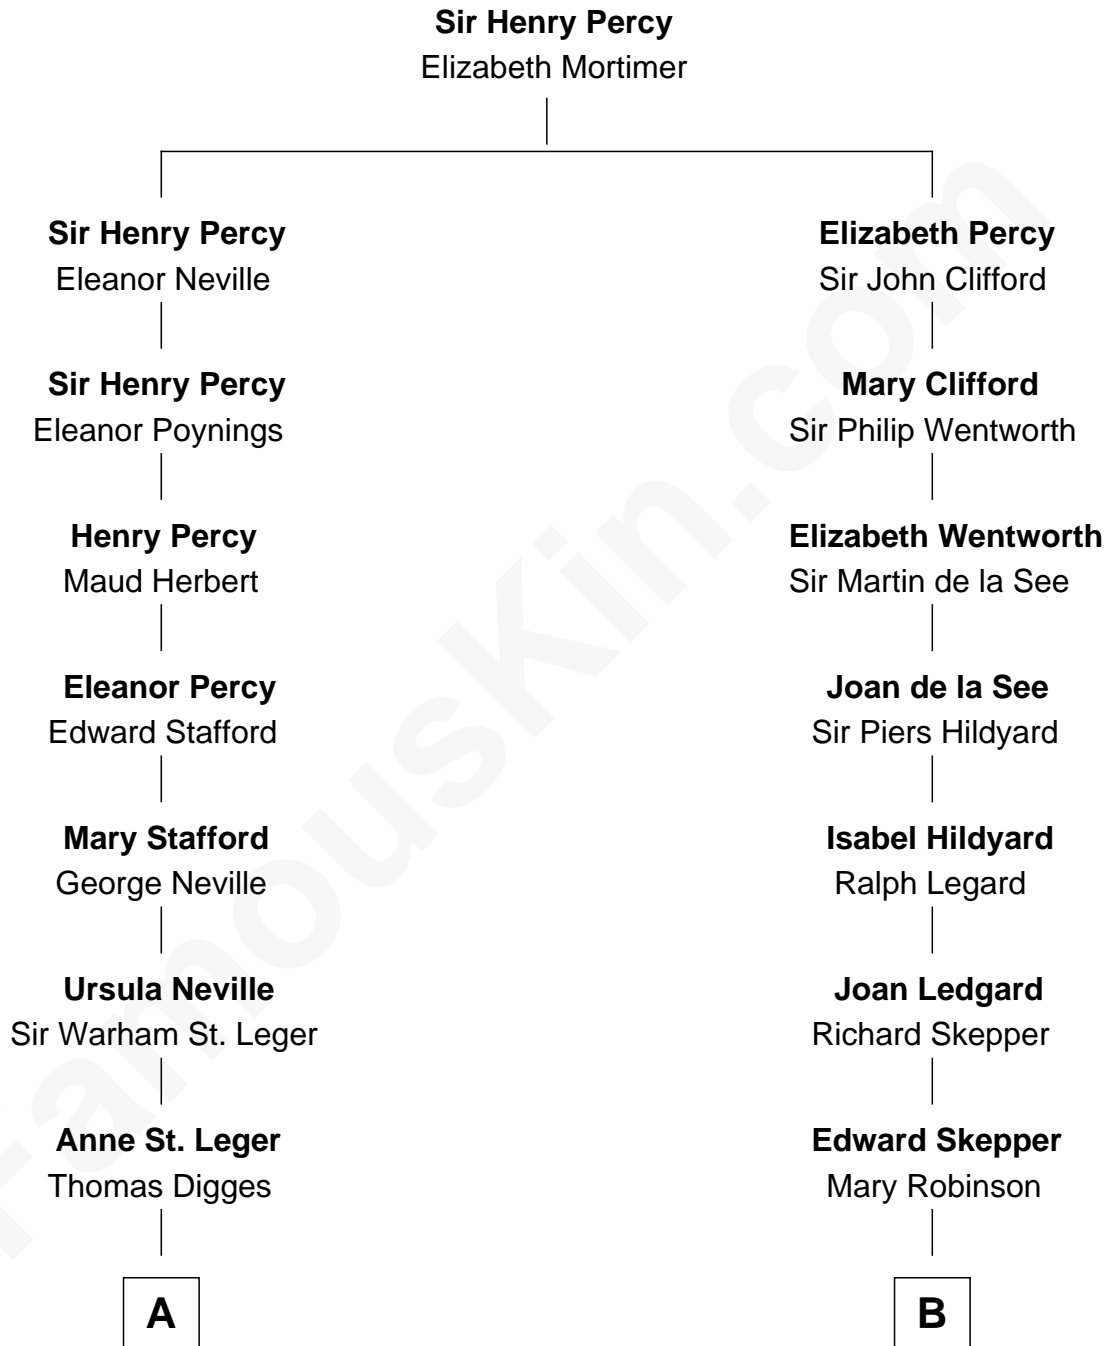 Sir Henry Percy
Elizabeth Mortimer
Sir Henry Percy
Eleanor Neville
Sir Henry Percy
Eleanor Poynings
Henry Percy
Maud Herbert
Eleanor Percy
Edward Stafford
Mary Stafford
George Neville
Ursula Neville
Sir Warham St. Leger
Anne St. Leger
Thomas Digges
A
Elizabeth Percy
Sir John Clifford
Mary Clifford
Sir Philip Wentworth
Elizabeth Wentworth
Sir Martin de la See
Joan de la See
Sir Piers Hildyard
Isabel Hildyard
Ralph Legard
Joan Ledgard
Richard Skepper
Edward Skepper
Mary Robinson
B
FamousKin.com